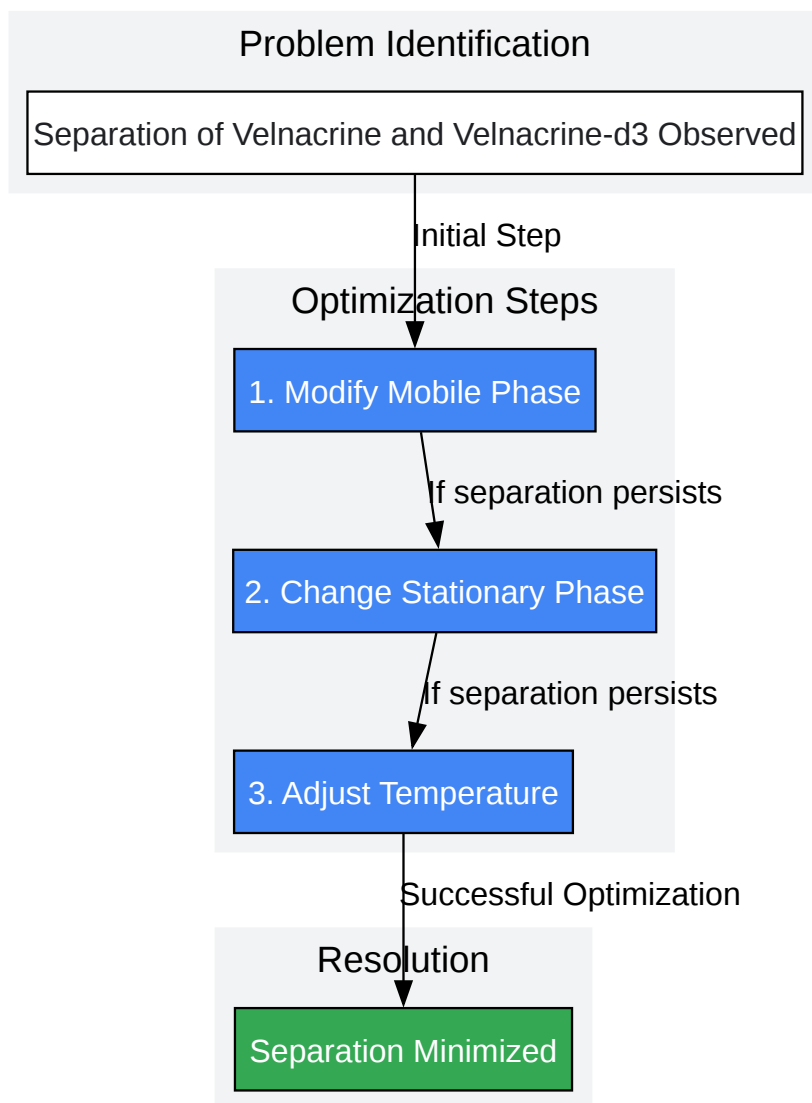 Problem Identification
Separation of Velnacrine and Velnacrine-d3 Observed
Initial Step
Optimization Steps
1. Modify Mobile Phase
If separation persists
2. Change Stationary Phase
If separation persists
3. Adjust Temperature
Successful Optimization
Resolution
Separation Minimized